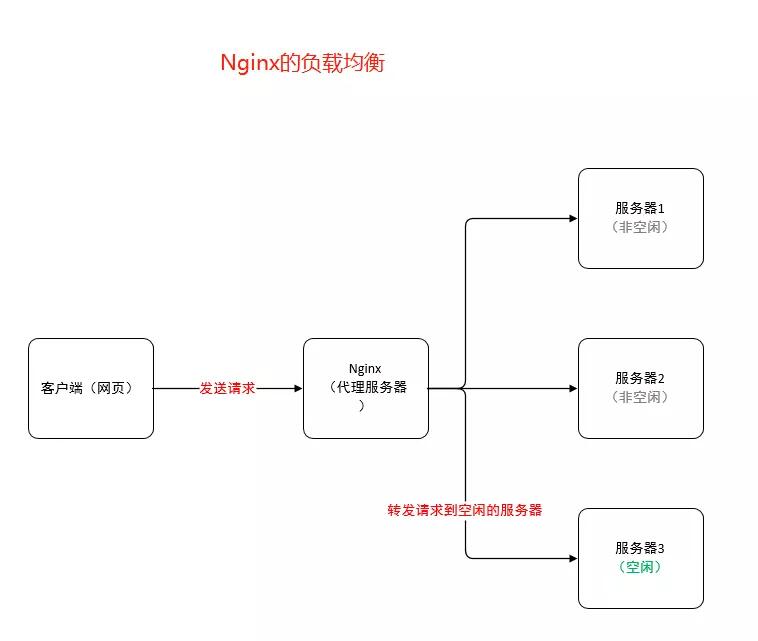 Nginx的负载均衡
服务器1
（非空闲）
客户端（网页）
发送请求
Nginx
（代理服务器
）
服务器2
（非空闲）
转发请求到空闲的服务器
服务器3
（空闲）